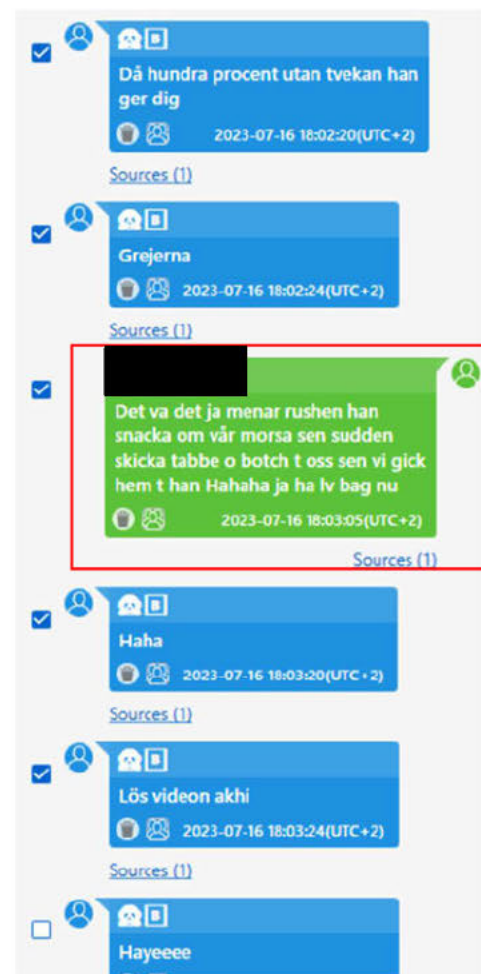 B
Då hundra procent utan tvekan han
ger dig
2023-07-16 18:02:20(UTC+2)
Sources (1)
B
Grejerna
2023-07-16 18:02:24(UTC+2)
Sources (1)
Det va det ja menar rushen han
snacka om vår morsa sen sudden
skicka tabbe o botch t oss sen vi gick
hem t han Hahaha ja ha lv bag nu
2023-07-16 18:03:05(UTC+2)
Sources (1)
B
Haha
2023-07-16 18:03:20(UTC+2)
Sources (1)
B
Lös videon akhi
2023-07-16 18:03:24(UTC+2)
Sources (1)
B
Hayeeee